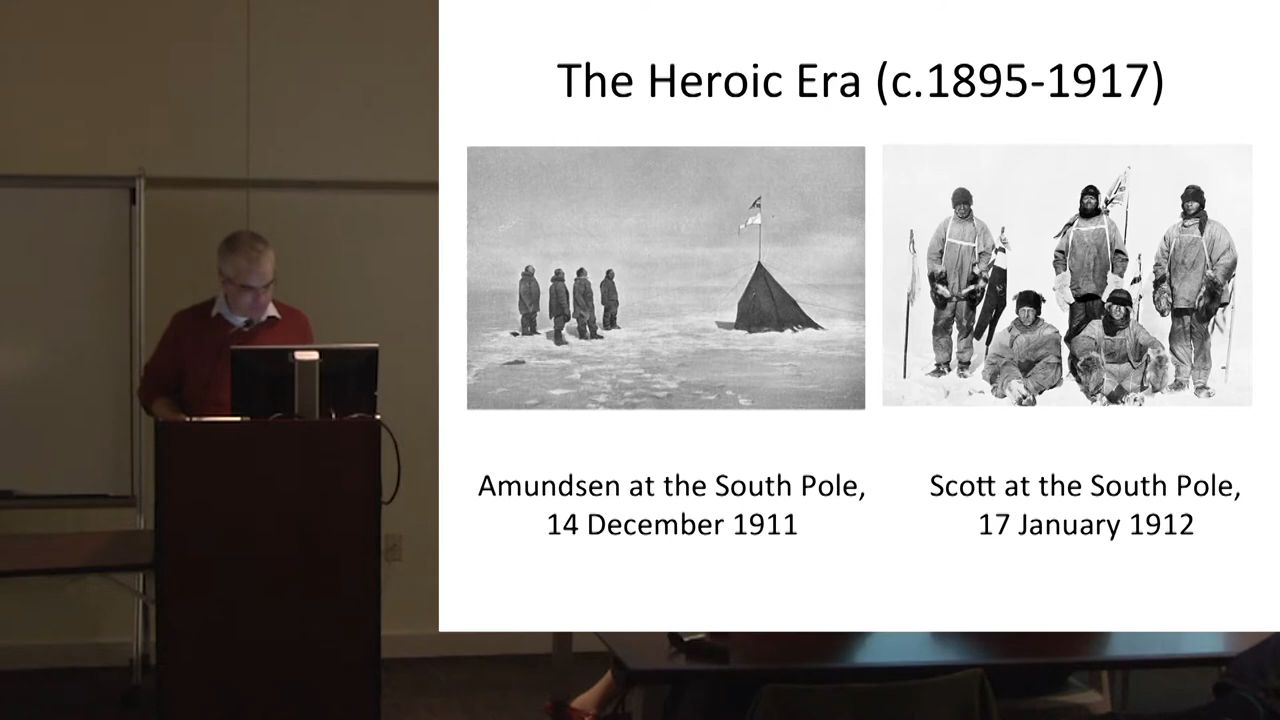 The Heroic Era (c.1895-1917)
Amundsen at the South Pole,
14 December 1911
Scott at the South Pole,
17 January 1912